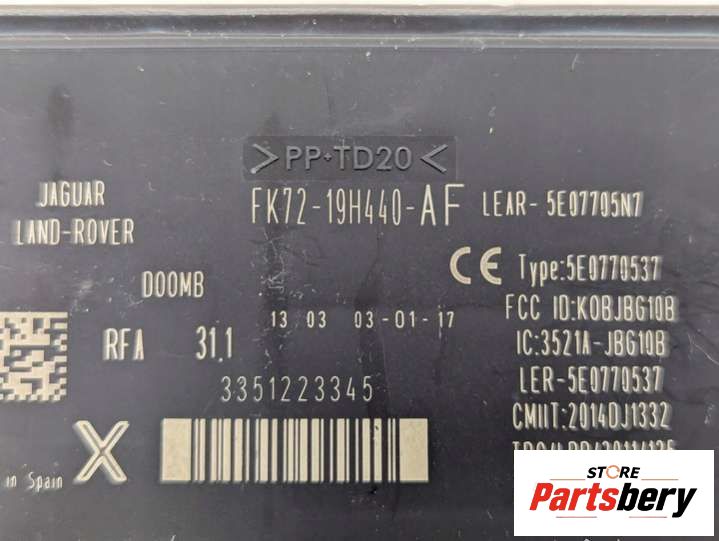 >PP+TD20<
JAGUAR
LAND-ROVER
FK72-19H440-AF
LEAR- 5E07705N7
CE Type:5E0770537
D00MB
FCC ID:KOBJBG10B
13 03 03-01-17
RFA 31.1
IC:3521A-JBG10B
3351223345
LER-5E0770537
CMIIT:2014DJ1332
X
in Spain
STORE
Partsbery